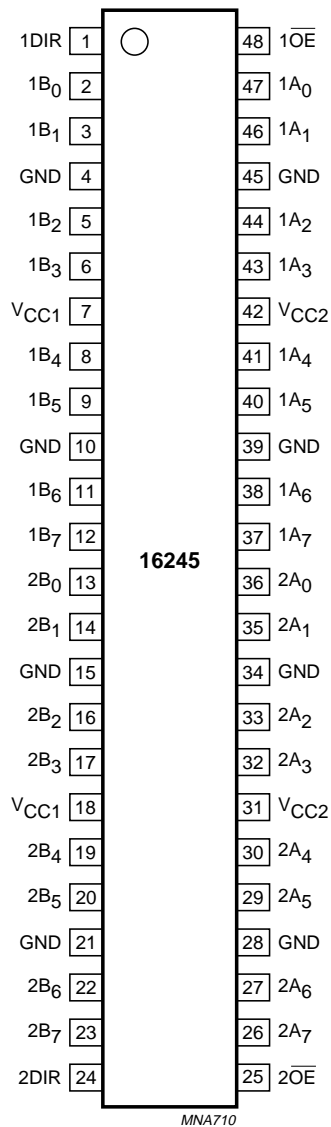 1DIR 1 48 1O̅E̅
1B0 2 47 1A0
1B1 3 46 1A1
GND 4 45 GND
1B2 5 44 1A2
1B3 6 43 1A3
VCC1 7 42 VCC2
1B4 8 41 1A4
1B5 9 40 1A5
GND 10 39 GND
1B6 11 38 1A6
1B7 12 37 1A7
16245
2B0 13 36 2A0
2B1 14 35 2A1
GND 15 34 GND
2B2 16 33 2A2
2B3 17 32 2A3
VCC1 18 31 VCC2
2B4 19 30 2A4
2B5 20 29 2A5
GND 21 28 GND
2B6 22 27 2A6
2B7 23 26 2A7
2DIR 24 25 2O̅E̅
MNA710